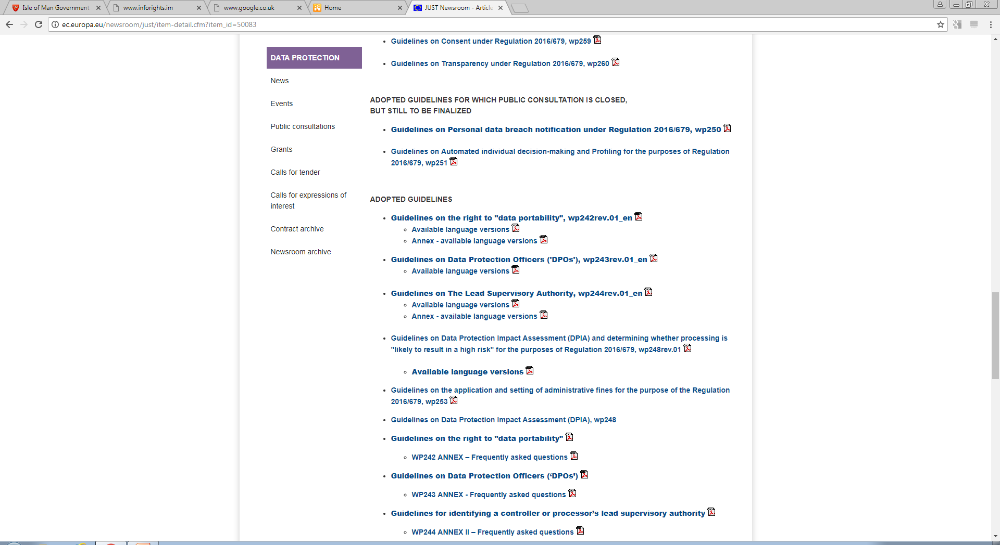 Isle of Man Government
www.inforights.im
www.google.co.uk
Home
JUST Newsroom - Article
ec.europa.eu/newsroom/just/item-detail.cfm?item_id=50083
DATA PROTECTION
News
Events
Public consultations
Grants
Calls for tender
Calls for expressions of
interest
Contract archive
Newsroom archive
Guidelines on Consent under Regulation 2016/679, wp259
Guidelines on Transparency under Regulation 2016/679, wp260
ADOPTED GUIDELINES FOR WHICH PUBLIC CONSULTATION IS CLOSED,
BUT STILL TO BE FINALIZED
Guidelines on Personal data breach notification under Regulation 2016/679, wp250
Guidelines on Automated individual decision-making and Profiling for the purposes of Regulation
2016/679, wp251
ADOPTED GUIDELINES
Guidelines on the right to "data portability", wp242rev.01_en
Available language versions
Annex - available language versions
Guidelines on Data Protection Officers ('DPOs'), wp243rev.01_en
Available language versions
Guidelines on The Lead Supervisory Authority, wp244rev.01_en
Available language versions
Annex - available language versions
Guidelines on Data Protection Impact Assessment (DPIA) and determining whether processing is
"likely to result in a high risk" for the purposes of Regulation 2016/679, wp248rev.01
Available language versions
Guidelines on the application and setting of administrative fines for the purpose of the Regulation
2016/679, wp253
Guidelines on Data Protection Impact Assessment (DPIA), wp248
Guidelines on the right to "data portability"
WP242 ANNEX – Frequently asked questions
Guidelines on Data Protection Officers (‘DPOs’)
WP243 ANNEX - Frequently asked questions
Guidelines for identifying a controller or processor’s lead supervisory authority
WP244 ANNEX II – Frequently asked questions